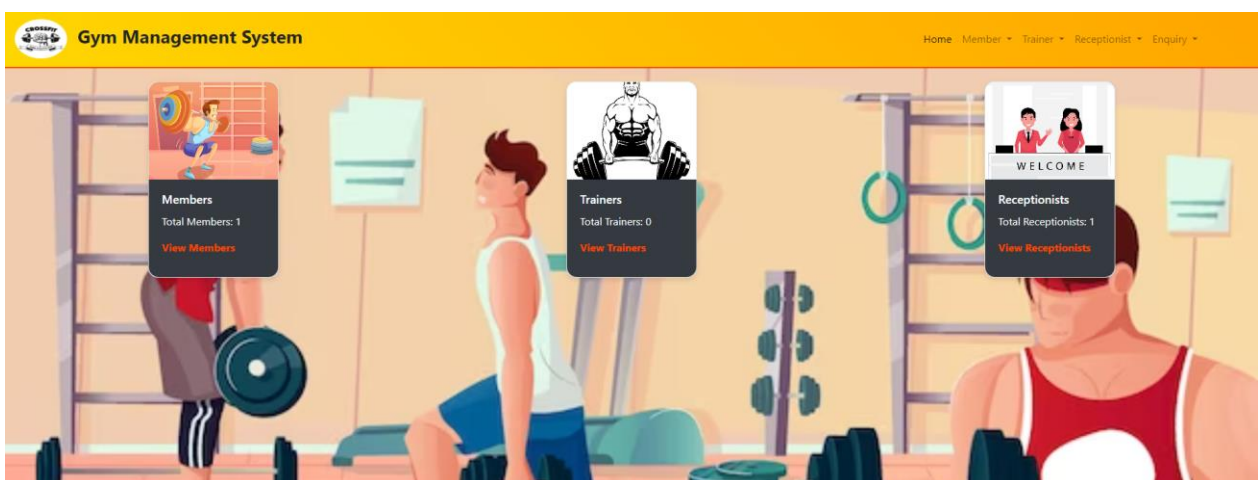 CROSSFIT
Gym Management System
Home Member Trainer Receptionist Enquiry
Members
Total Members: 1
View Members
Trainers
Total Trainers: 0
View Trainers
WELCOME
Receptionists
Total Receptionists: 1
View Receptionists